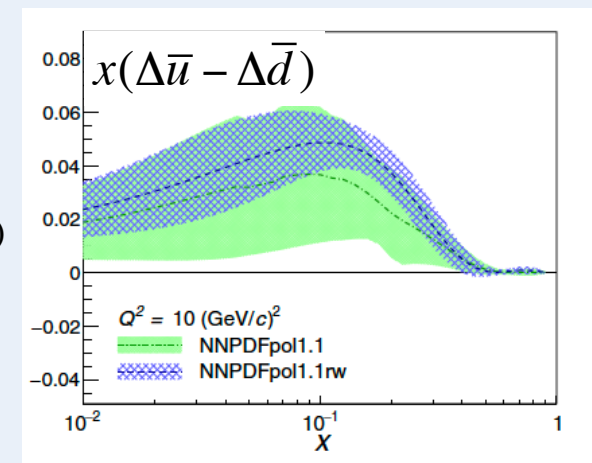 x(Δu̅ − Δd̅)
0.08
0.06
0.04
0.02
)
0
−0.02
−0.04
Q² = 10 (GeV/c)²
NNPDFpol1.1
NNPDFpol1.1rw
10⁻² 10⁻¹ 1
X